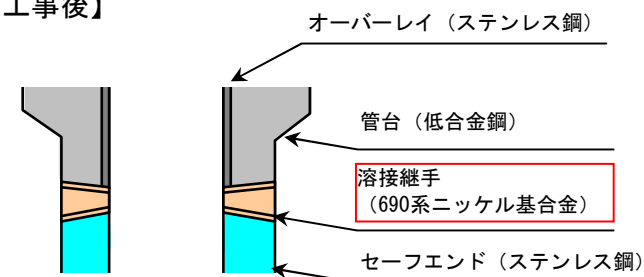 工事後】
オーバーレイ（ステンレス鋼）
管台（低合金鋼）
溶接継手
（690系ニッケル基合金）
セーフエンド（ステンレス鋼）